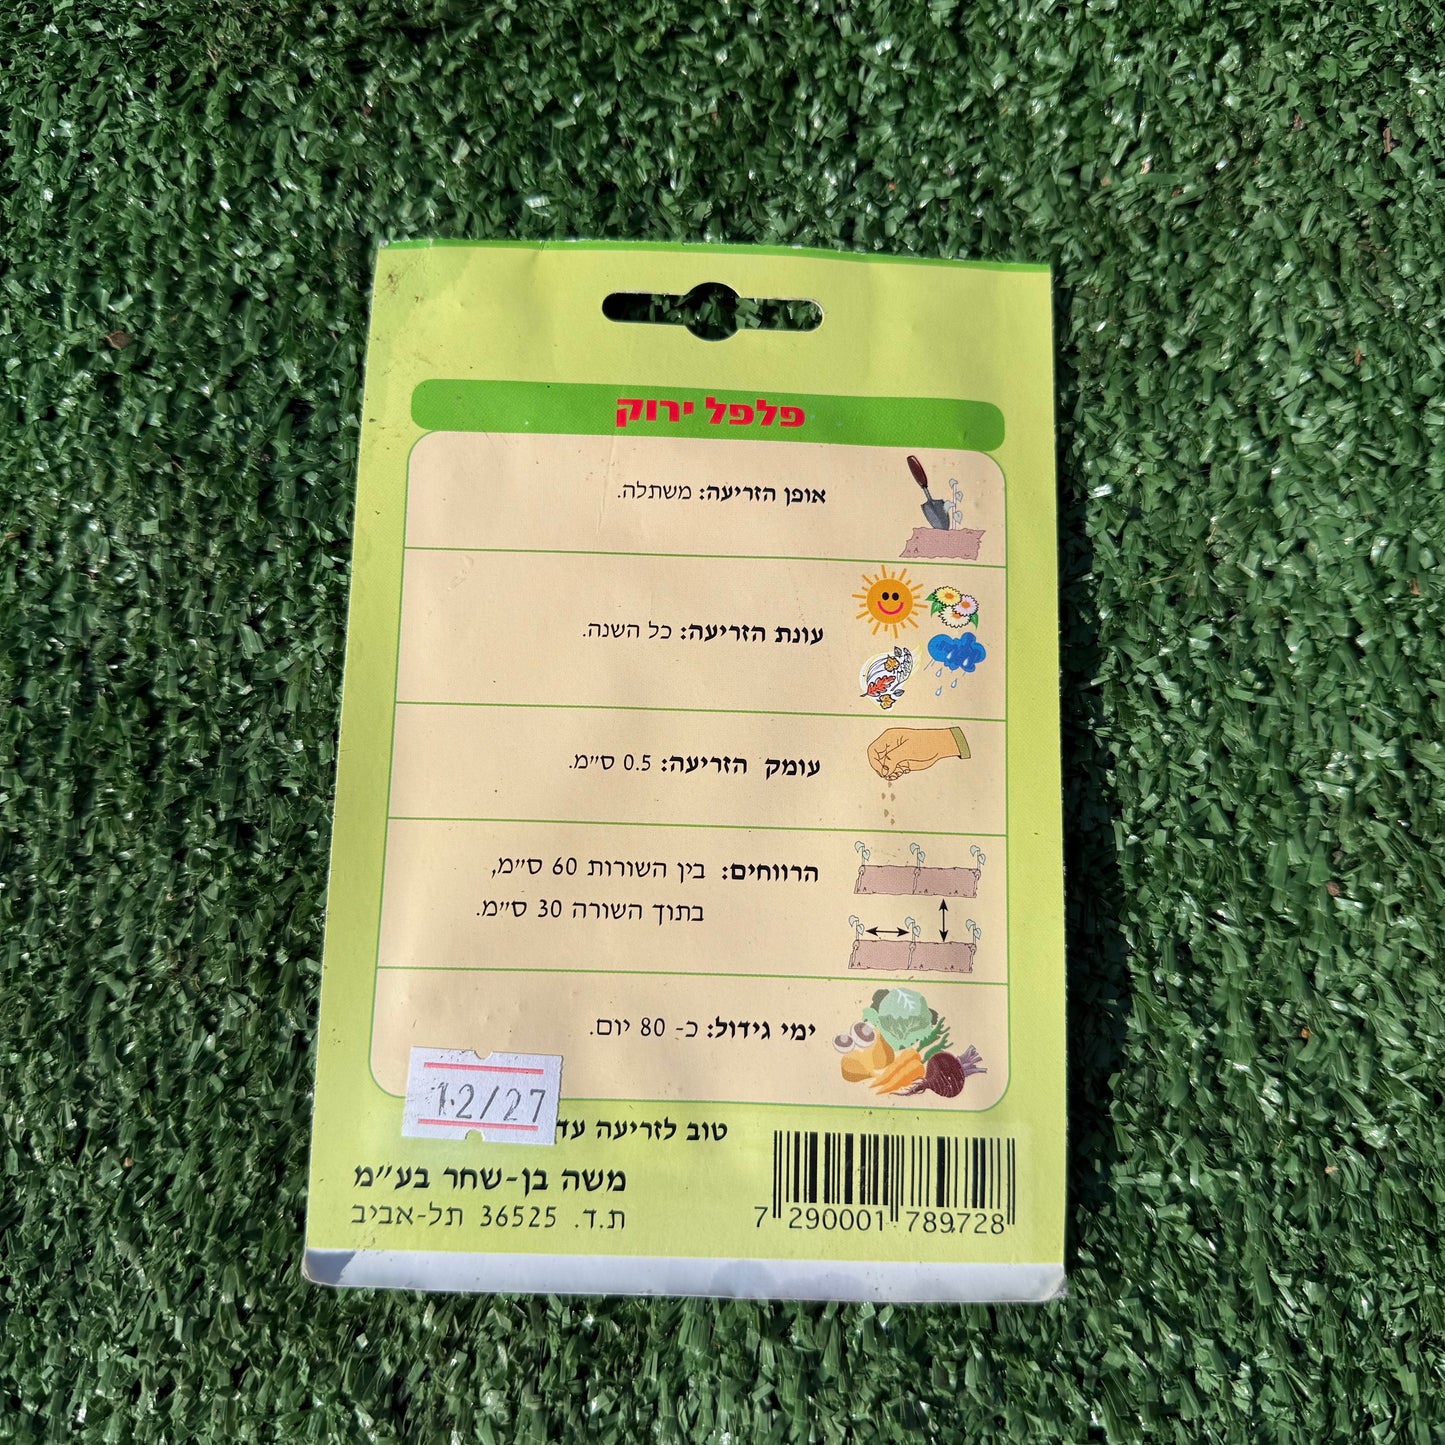 פלפל ירוק
אופן הזריעה: משתלה.
עונת הזריעה: כל השנה.
עומק הזריעה: 0.5 ס״מ.
הרווחים: בין השורות 60 ס״מ,
בתוך השורה 30 ס״מ.
ימי גידול: כ- 80 יום.
טוב לזריעה עד
12/27
משה בן-שחר בע״מ
ת.ד. 36525 תל-אביב
7 290001 789728